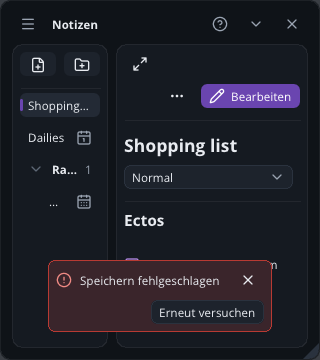 Notizen
Shopping...
Dailies
Ra... 1
...
Bearbeiten
Shopping list
Normal
Ectos
Speichern fehlgeschlagen
Erneut versuchen